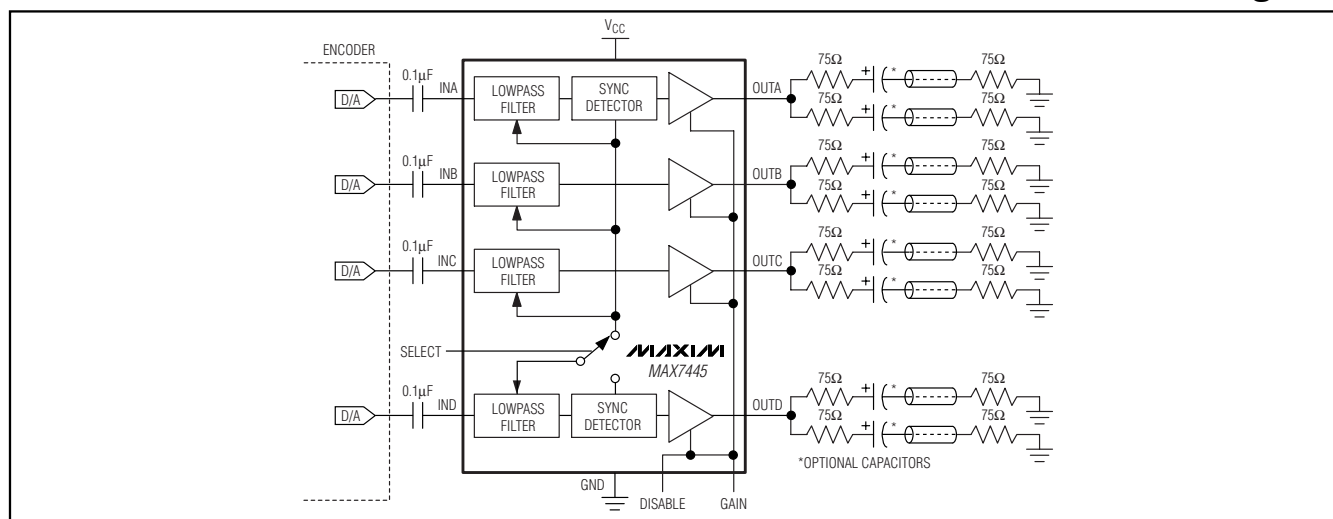 VCC
ENCODER
0.1µF
INA
D/A
LOWPASS
FILTER
SYNC
DETECTOR
OUTA
75Ω
+
*
75Ω
75Ω
+
*
75Ω
0.1µF
INB
D/A
LOWPASS
FILTER
OUTB
75Ω
+
*
75Ω
75Ω
+
*
75Ω
0.1µF
INC
D/A
LOWPASS
FILTER
OUTC
75Ω
+
*
75Ω
75Ω
+
*
75Ω
SELECT
MAXIM
MAX7445
0.1µF
IND
D/A
LOWPASS
FILTER
SYNC
DETECTOR
OUTD
75Ω
+
*
75Ω
75Ω
+
*
75Ω
*OPTIONAL CAPACITORS
GND
DISABLE
GAIN